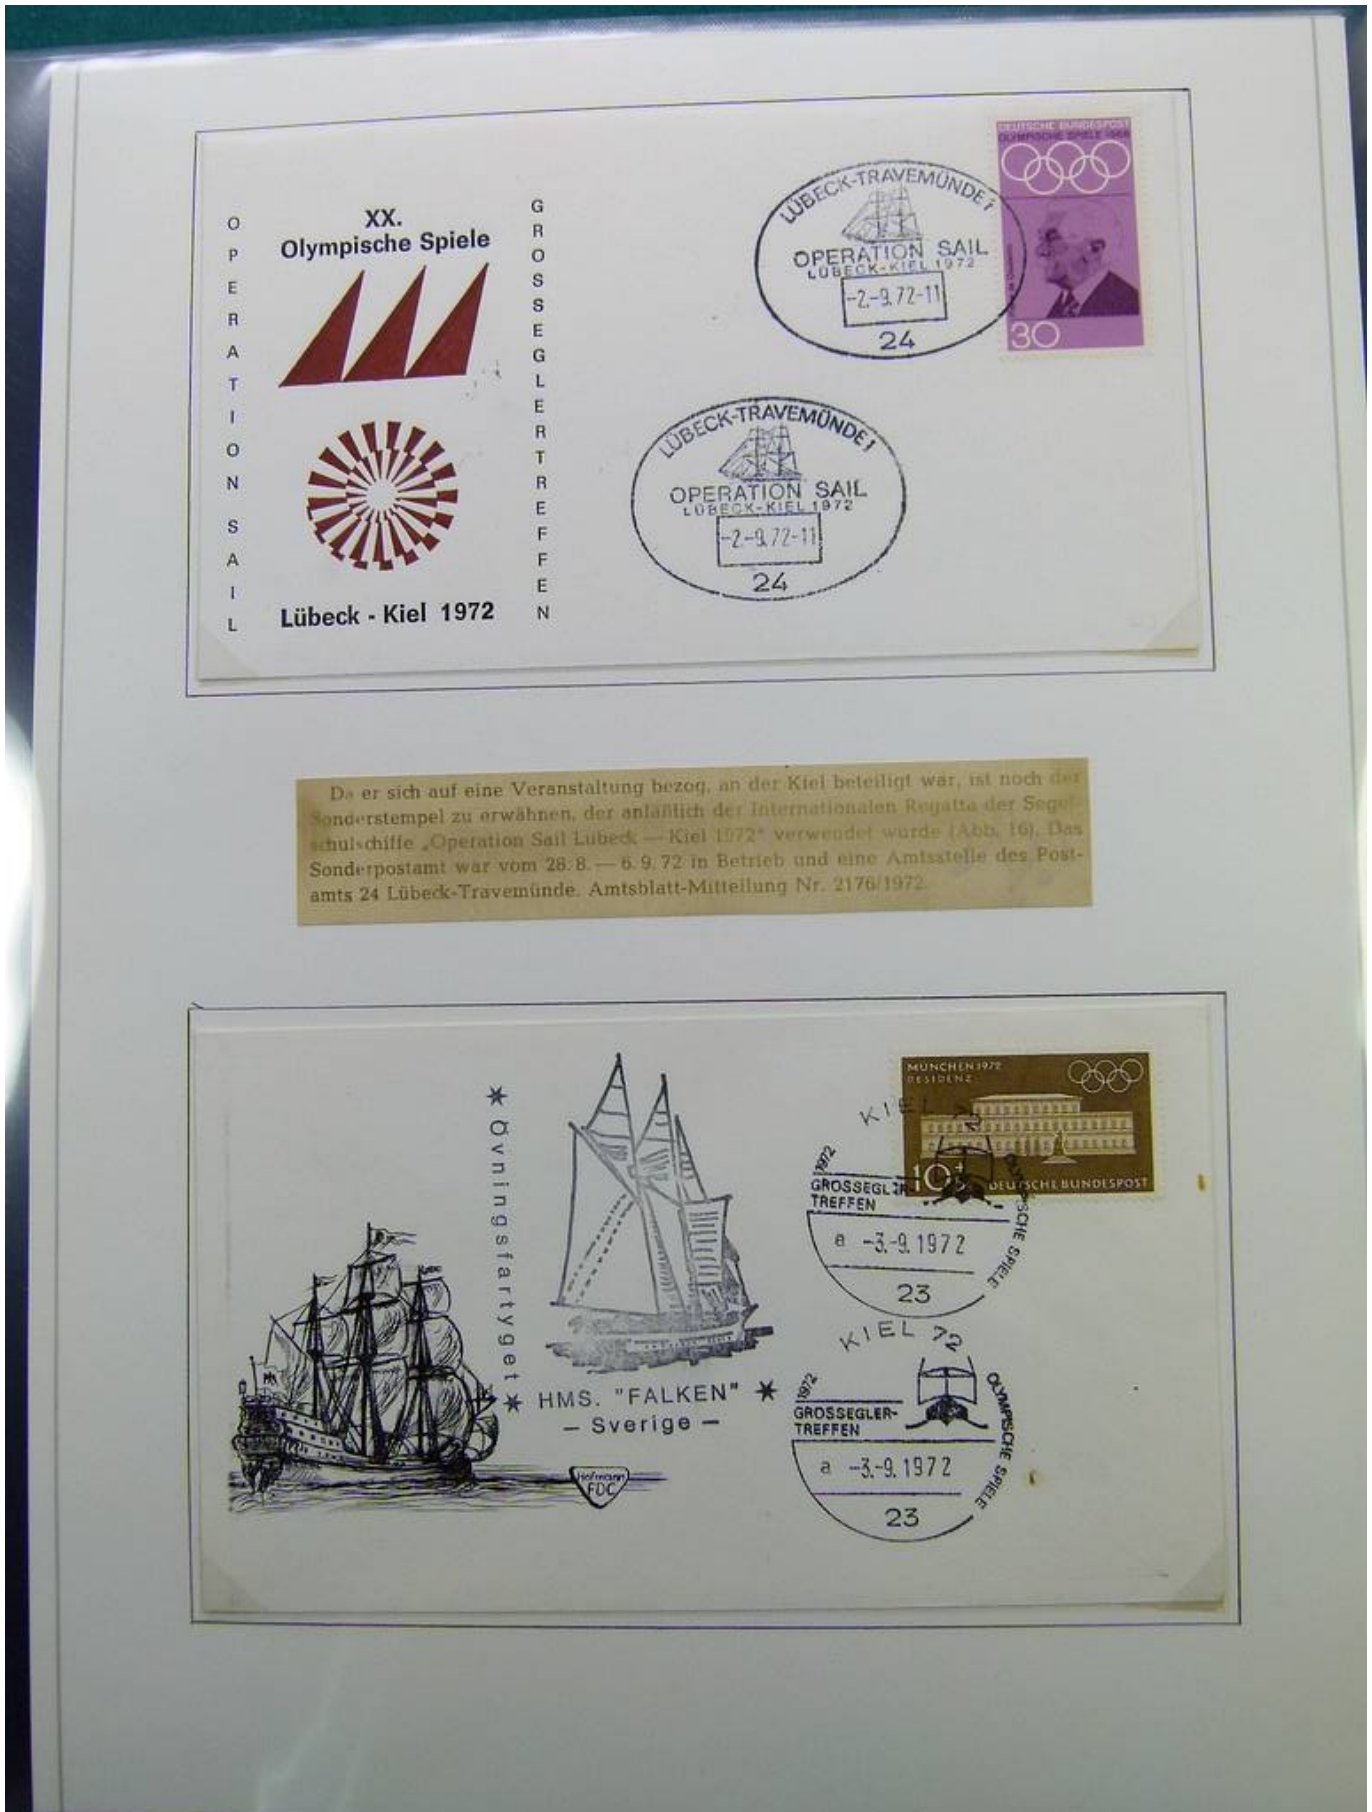 OPERATION SAIL
XX.
Olympische Spiele
GROSSEGLERTREFFEN
Lübeck - Kiel 1972
LÜBECK-TRAVEMÜNDE 1
OPERATION SAIL
LÜBECK-KIEL 1972
-2.-9.72-11
24
DEUTSCHE BUNDESPOST
OLYMPISCHE SPIELE 1968
30
LÜBECK-TRAVEMÜNDE 1
OPERATION SAIL
LÜBECK-KIEL 1972
-2.-9.72-11
24
Da er sich auf eine Veranstaltung bezog, an der Kiel beteiligt war, ist noch der
Sonderstempel zu erwähnen, der anläßlich der Internationalen Regatta der Segel-
schulschiffe „Operation Sail Lübeck — Kiel 1972" verwendet wurde (Abb. 16). Das
Sonderpostamt war vom 28. 8. — 6. 9. 72 in Betrieb und eine Amtsstelle des Post-
amts 24 Lübeck-Travemünde. Amtsblatt-Mitteilung Nr. 2176/1972.
* Övningsfartyget *
HMS. "FALKEN" *
– Sverige –
Hofmann
FDC
MÜNCHEN 1972
RESIDENZ
10
DEUTSCHE BUNDESPOST
KIEL
1972
GROSSEGLER-
TREFFEN
OLYMPISCHE SPIELE
a -3.-9.1972
23
KIEL
1972
GROSSEGLER-
TREFFEN
OLYMPISCHE SPIELE
a -3.-9.1972
23